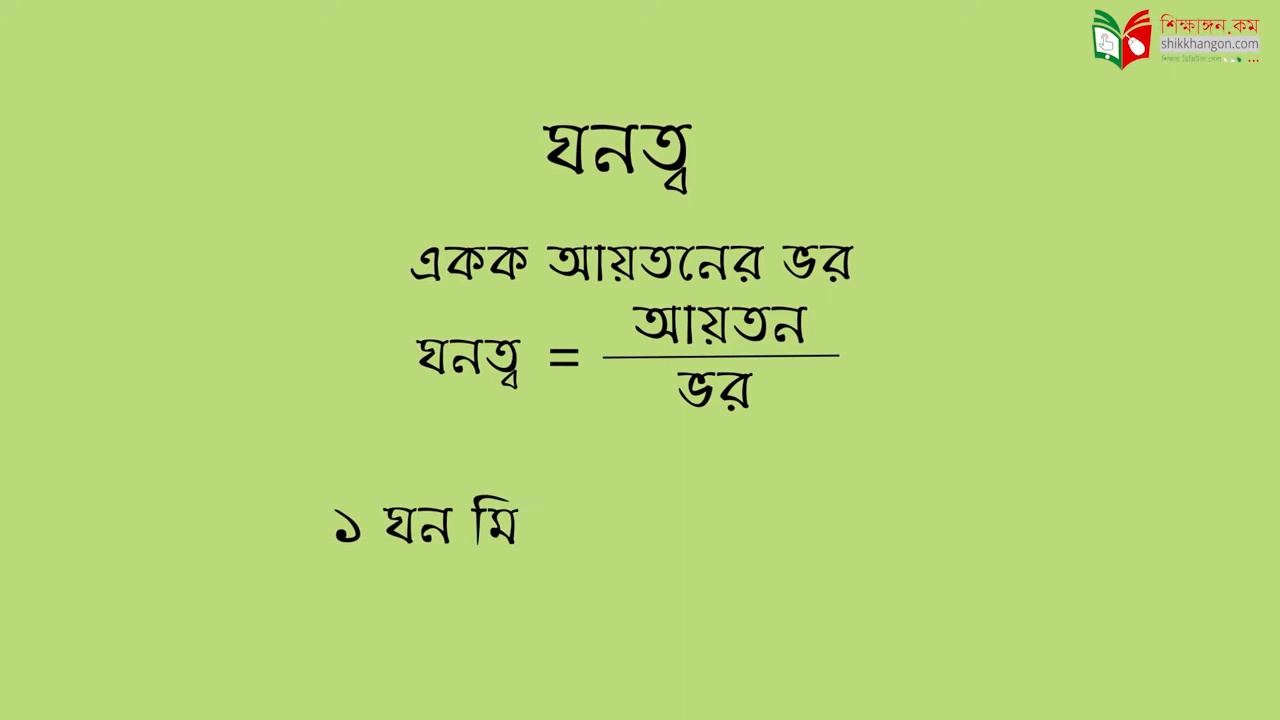 শিক্ষাঙ্গন.কম
shikkhangon.com
ঘনত্ব
একক আয়তনের ভর
ঘনত্ব = আয়তন
ভর
১ ঘন মি